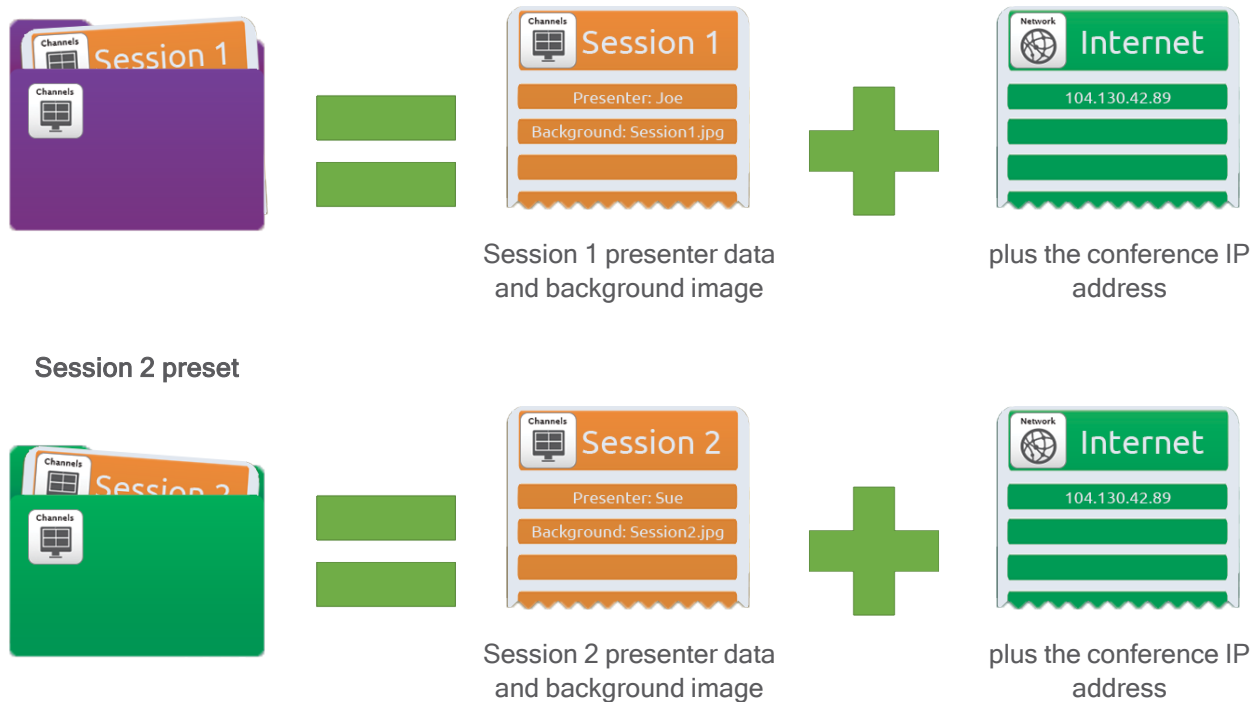 Channels
Session 1
Channels
Channels
Session 1
Presenter: Joe
Background: Session1.jpg
Session 1 presenter data
and background image
Network
Internet
104.130.42.89
plus the conference IP
address
Session 2 preset
Channels
Session 2
Channels
Channels
Session 2
Presenter: Sue
Background: Session2.jpg
Session 2 presenter data
and background image
Network
Internet
104.130.42.89
plus the conference IP
address